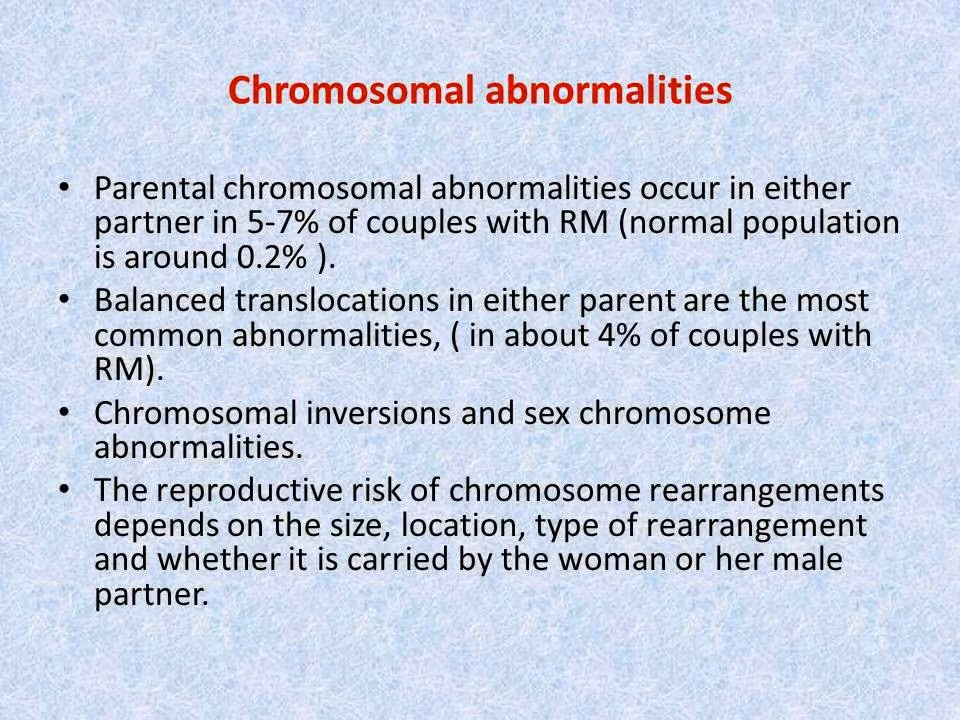 Chromosomal abnormalities
• Parental chromosomal abnormalities occur in either
partner in 5-7% of couples with RM (normal population
is around 0.2% ).
• Balanced translocations in either parent are the most
common abnormalities, ( in about 4% of couples with
RM).
• Chromosomal inversions and sex chromosome
abnormalities.
• The reproductive risk of chromosome rearrangements
depends on the size, location, type of rearrangement
and whether it is carried by the woman or her male
partner.